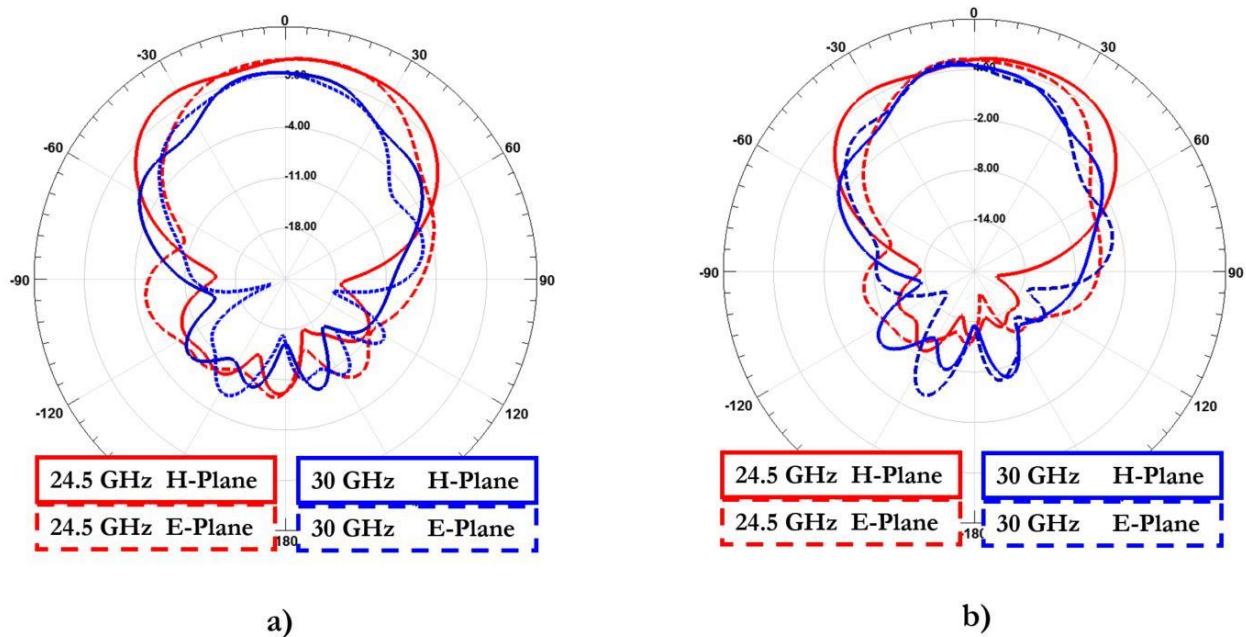 0
-30
30
-60
60
-90
90
-120
120
-180
3.00
-4.00
-11.00
-18.00
24.5 GHz H-Plane
30 GHz H-Plane
24.5 GHz E-Plane
30 GHz E-Plane
a)
0
-30
30
-60
60
-90
90
-120
120
-180
4.00
-2.00
-8.00
-14.00
24.5 GHz H-Plane
30 GHz H-Plane
24.5 GHz E-Plane
30 GHz E-Plane
b)